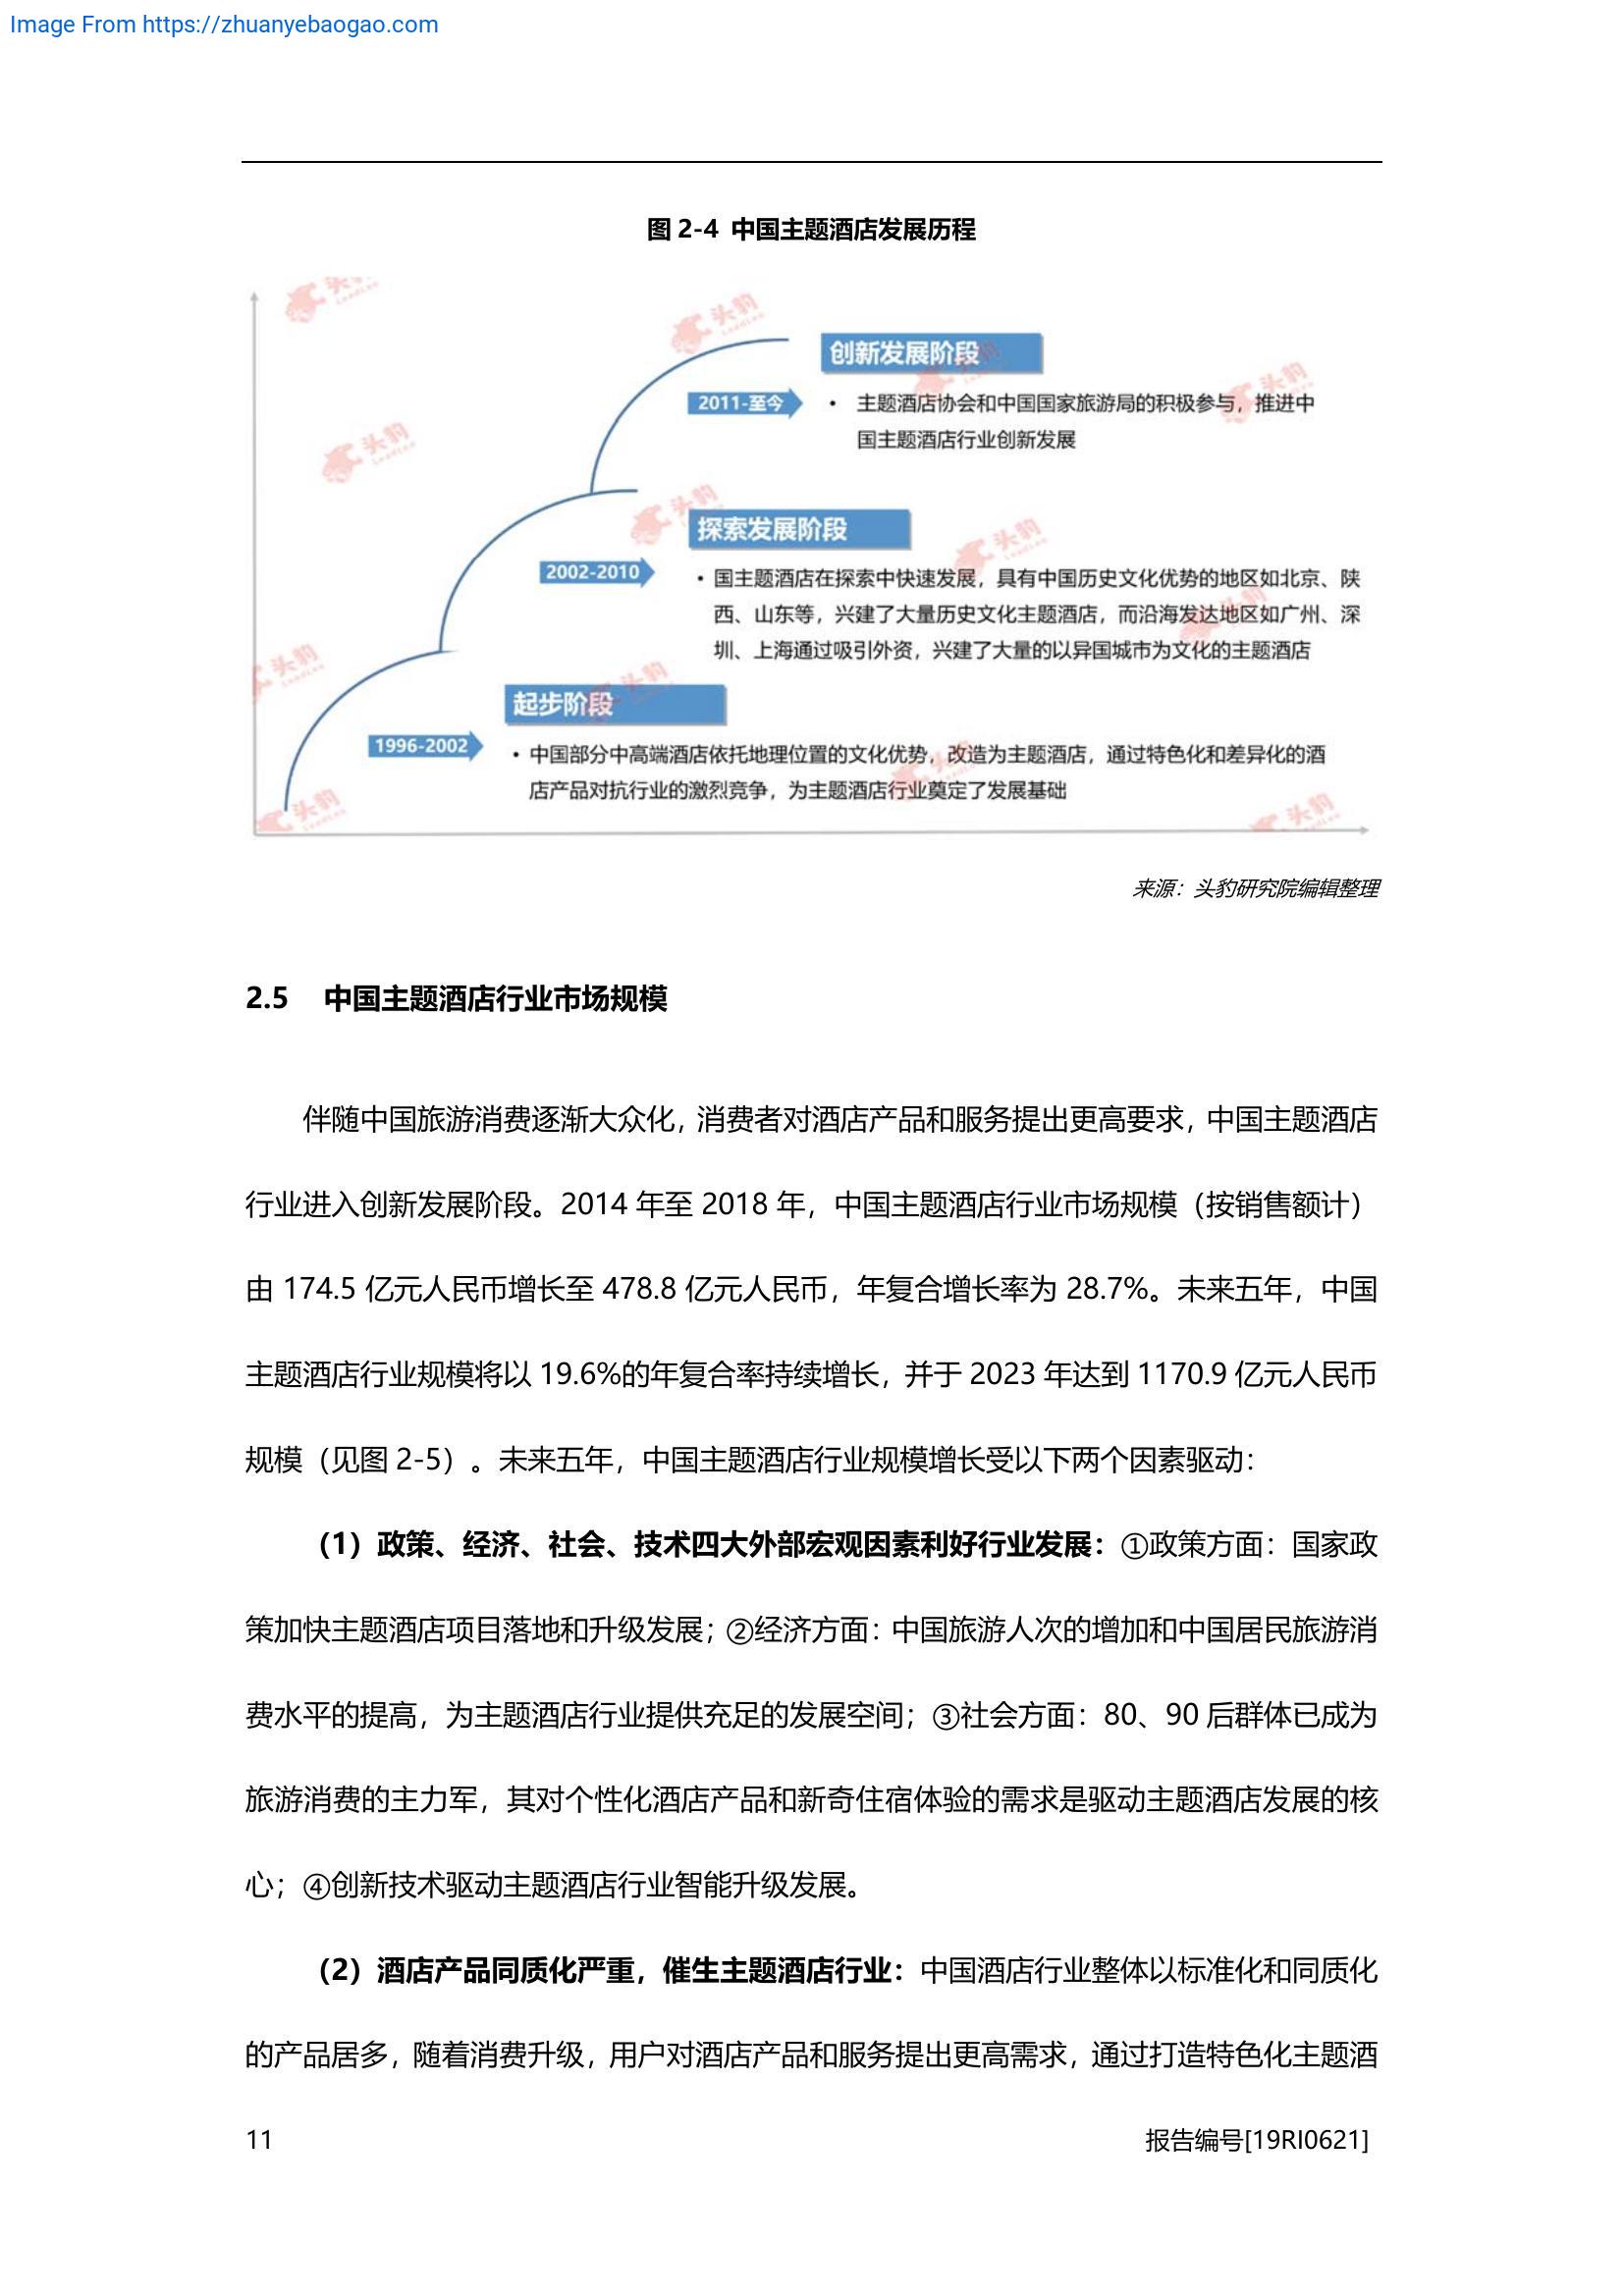 Image From https://zhuanyebaogao.com
图 2-4 中国主题酒店发展历程
创新发展阶段
2011-至今
• 主题酒店协会和中国国家旅游局的积极参与，推进中
国主题酒店行业创新发展
探索发展阶段
2002-2010
• 国主题酒店在探索中快速发展，具有中国历史文化优势的地区如北京、陕
西、山东等，兴建了大量历史文化主题酒店，而沿海发达地区如广州、深
圳、上海通过吸引外资，兴建了大量的以异国城市为文化的主题酒店
起步阶段
1996-2002
• 中国部分中高端酒店依托地理位置的文化优势，改造为主题酒店，通过特色化和差异化的酒
店产品对抗行业的激烈竞争，为主题酒店行业奠定了发展基础
头豹
LeadLeo
来源：头豹研究院编辑整理
2.5 中国主题酒店行业市场规模
伴随中国旅游消费逐渐大众化，消费者对酒店产品和服务提出更高要求，中国主题酒店
行业进入创新发展阶段。2014 年至 2018 年，中国主题酒店行业市场规模（按销售额计）
由 174.5 亿元人民币增长至 478.8 亿元人民币，年复合增长率为 28.7%。未来五年，中国
主题酒店行业规模将以 19.6%的年复合率持续增长，并于 2023 年达到 1170.9 亿元人民币
规模（见图 2-5）。未来五年，中国主题酒店行业规模增长受以下两个因素驱动：
（1）政策、经济、社会、技术四大外部宏观因素利好行业发展：①政策方面：国家政
策加快主题酒店项目落地和升级发展；②经济方面：中国旅游人次的增加和中国居民旅游消
费水平的提高，为主题酒店行业提供充足的发展空间；③社会方面：80、90 后群体已成为
旅游消费的主力军，其对个性化酒店产品和新奇住宿体验的需求是驱动主题酒店发展的核
心；④创新技术驱动主题酒店行业智能升级发展。
（2）酒店产品同质化严重，催生主题酒店行业：中国酒店行业整体以标准化和同质化
的产品居多，随着消费升级，用户对酒店产品和服务提出更高需求，通过打造特色化主题酒
11 报告编号[19RI0621]